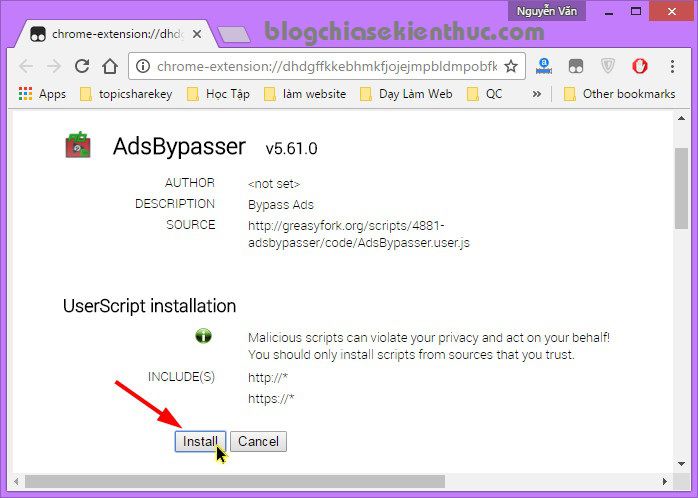 Nguyễn Văn
chrome-extension://dhdg
blogchiasekienthuc.com
chrome-extension://dhdgffkkebhmkfjojejmpbldmpobfk
Apps topicsharekey Học Tập làm website Dạy Làm Web QC » Other bookmarks
AdsBypasser v5.61.0
AUTHOR <not set>
DESCRIPTION Bypass Ads
SOURCE http://greasyfork.org/scripts/4881-
adsbypasser/code/AdsBypasser.user.js
UserScript installation
Malicious scripts can violate your privacy and act on your behalf!
You should only install scripts from sources that you trust.
INCLUDE(S) http://*
https://*
Install Cancel